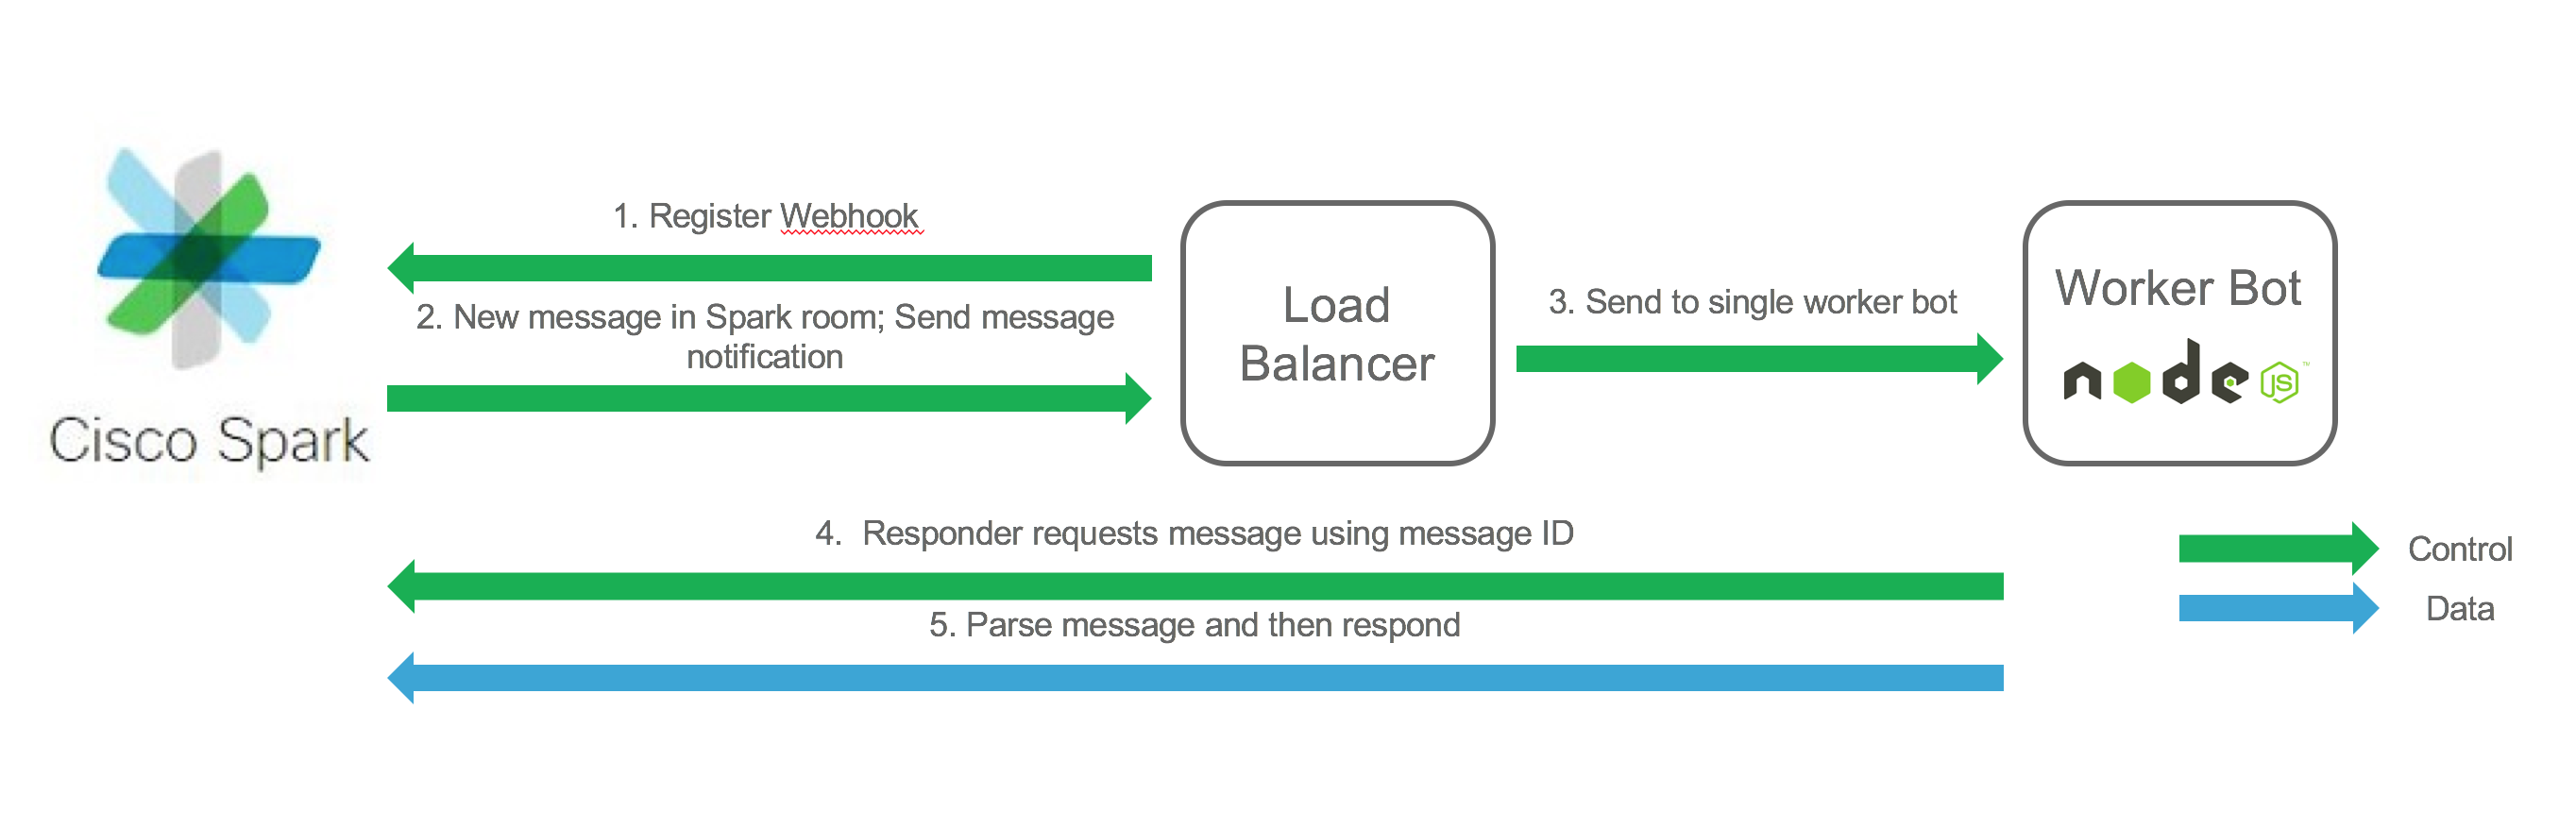 1. Register Webhook
2. New message in Spark room; Send message
notification
Cisco Spark
Load
Balancer
3. Send to single worker bot
Worker Bot
node JS™
4.  Responder requests message using message ID
5. Parse message and then respond
Control
Data